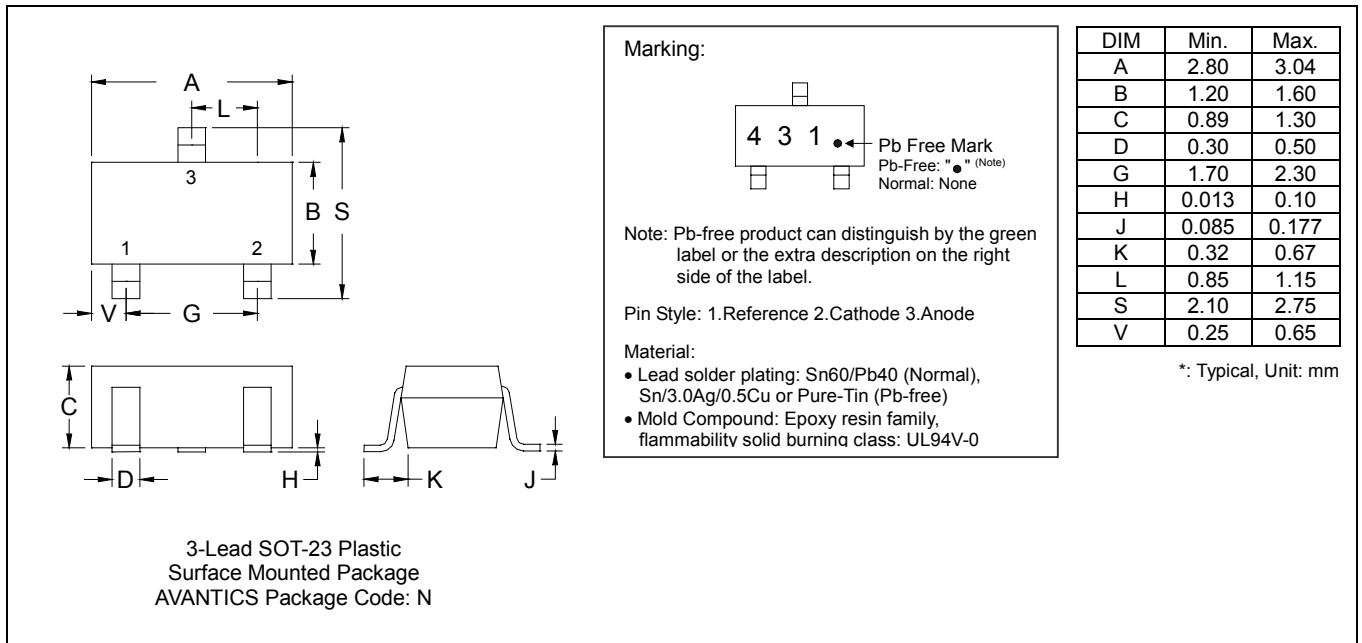 A
L
3
B
S
1
2
V
G
C
D
H
K
J
3-Lead SOT-23 Plastic
Surface Mounted Package
AVANTICS Package Code: N
Marking:
4 3 1 ●
Pb Free Mark
Pb-Free: "●" (Note)
Normal: None
Note: Pb-free product can distinguish by the green
label or the extra description on the right
side of the label.
Pin Style: 1.Reference 2.Cathode 3.Anode
Material:
• Lead solder plating: Sn60/Pb40 (Normal),
Sn/3.0Ag/0.5Cu or Pure-Tin (Pb-free)
• Mold Compound: Epoxy resin family,
flammability solid burning class: UL94V-0
DIM Min. Max.
A 2.80 3.04
B 1.20 1.60
C 0.89 1.30
D 0.30 0.50
G 1.70 2.30
H 0.013 0.10
J 0.085 0.177
K 0.32 0.67
L 0.85 1.15
S 2.10 2.75
V 0.25 0.65
*: Typical, Unit: mm